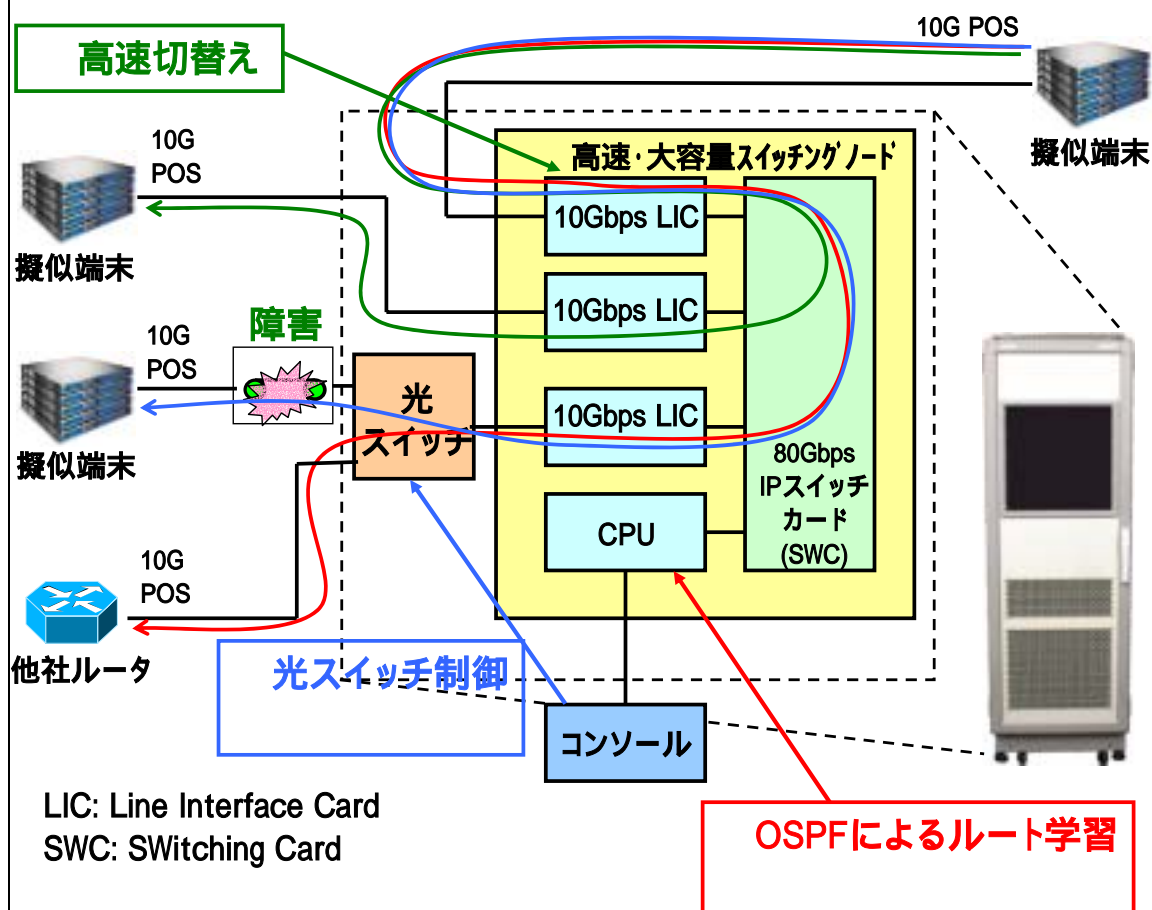 10G POS
高速切替え
擬似端末
10G
POS
高速・大容量スイッチングノード
10Gbps LIC
擬似端末
10Gbps LIC
障害
10G
POS
光
スイッチ
10Gbps LIC
擬似端末
80Gbps
IPスイッチ
カード
(SWC)
CPU
10G
POS
他社ルータ
光スイッチ制御
コンソール
LIC: Line Interface Card
SWC: SWitching Card
OSPFによるルート学習